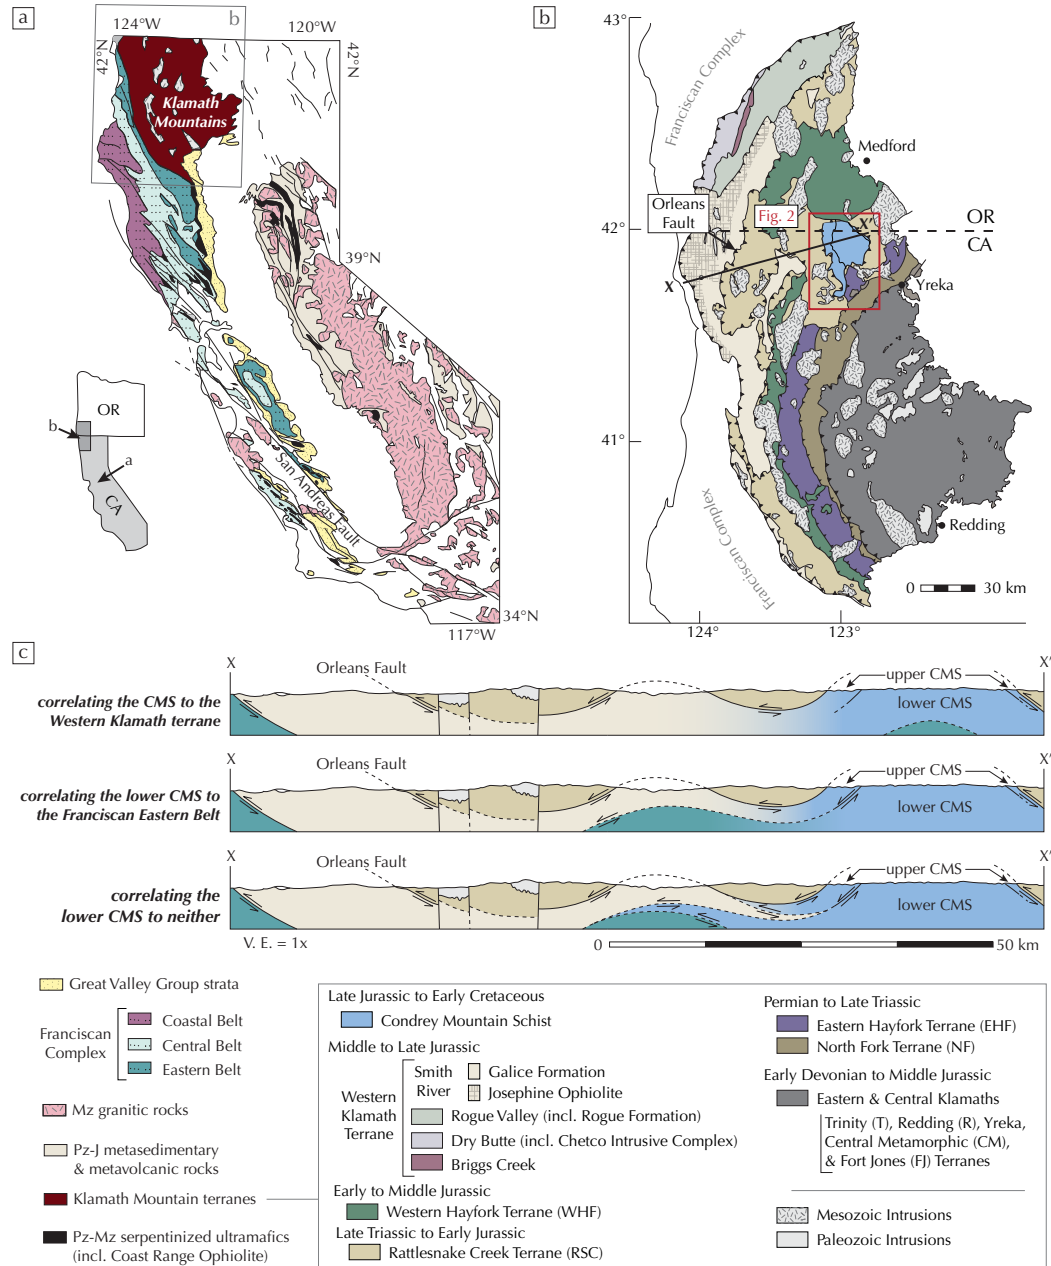 a
124°W
b
120°W
42°N
42°N
Klamath
Mountains
39°N
OR
b
a
CA
San Andreas Fault
34°N
117°W
b
43°
Franciscan Complex
Medford
Orleans
Fault
Fig. 2
X'
OR
42°
CA
X
Yreka
41°
Franciscan Complex
Redding
0
30 km
124°
123°
c
X
Orleans Fault
upper CMS
X'
correlating the CMS to the
Western Klamath terrane
lower CMS
X
Orleans Fault
upper CMS
X'
correlating the lower CMS to
the Franciscan Eastern Belt
lower CMS
X
Orleans Fault
upper CMS
X'
correlating the
lower CMS to neither
lower CMS
V. E. = 1x
0
50 km
Great Valley Group strata
Franciscan
Complex
Coastal Belt
Central Belt
Eastern Belt
Mz granitic rocks
Pz-J metasedimentary
& metavolcanic rocks
Klamath Mountain terranes
Pz-Mz serpentinized ultramafics
(incl. Coast Range Ophiolite)
Late Jurassic to Early Cretaceous
Condrey Mountain Schist
Middle to Late Jurassic
Western
Klamath
Terrane
Smith
River
Galice Formation
Josephine Ophiolite
Rogue Valley (incl. Rogue Formation)
Dry Butte (incl. Chetco Intrusive Complex)
Briggs Creek
Early to Middle Jurassic
Western Hayfork Terrane (WHF)
Late Triassic to Early Jurassic
Rattlesnake Creek Terrane (RSC)
Permian to Late Triassic
Eastern Hayfork Terrane (EHF)
North Fork Terrane (NF)
Early Devonian to Middle Jurassic
Eastern & Central Klamaths
Trinity (T), Redding (R), Yreka,
Central Metamorphic (CM),
& Fort Jones (FJ) Terranes
Mesozoic Intrusions
Paleozoic Intrusions